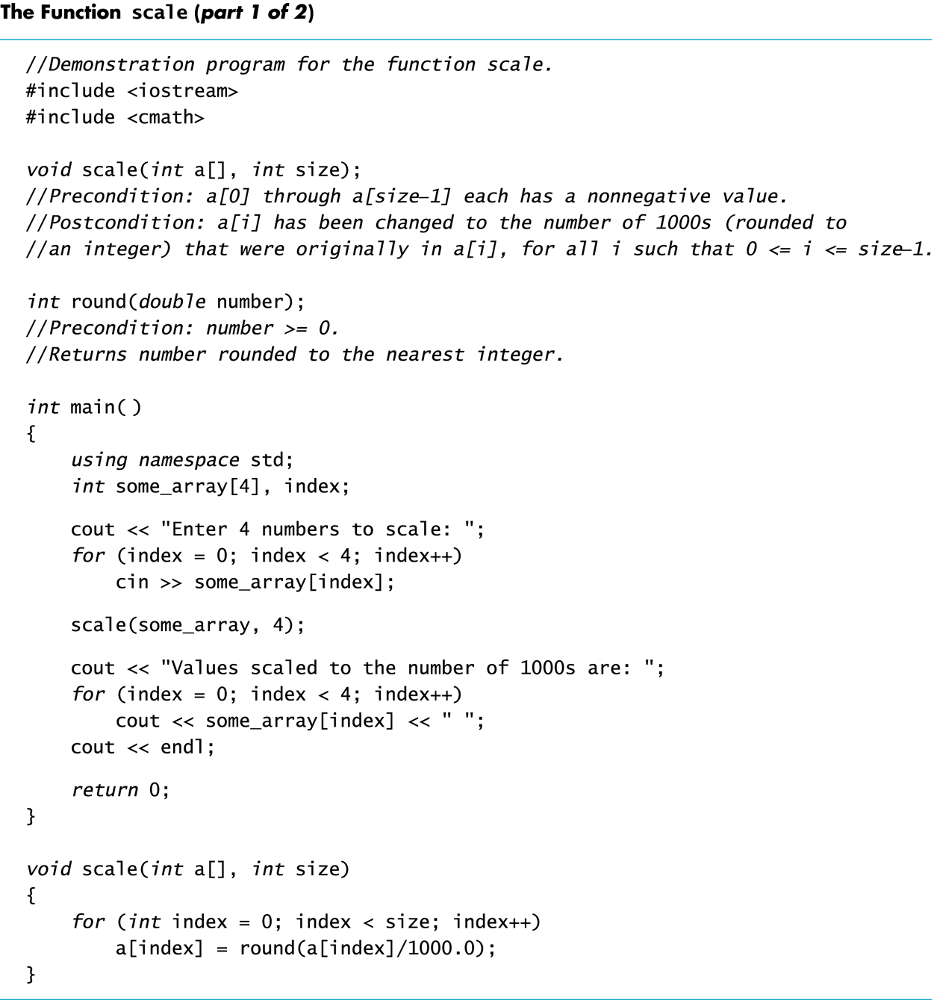 The Function scale (part 1 of 2)
//Demonstration program for the function scale.
#include <iostream>
#include <cmath>
void scale(int a[], int size);
//Precondition: a[0] through a[size–1] each has a nonnegative value.
//Postcondition: a[i] has been changed to the number of 1000s (rounded to
//an integer) that were originally in a[i], for all i such that 0 <= i <= size–1.
int round(double number);
//Precondition: number >= 0.
//Returns number rounded to the nearest integer.
int main( )
{
    using namespace std;
    int some_array[4], index;
    cout << "Enter 4 numbers to scale: ";
    for (index = 0; index < 4; index++)
        cin >> some_array[index];
    scale(some_array, 4);
    cout << "Values scaled to the number of 1000s are: ";
    for (index = 0; index < 4; index++)
        cout << some_array[index] << " ";
    cout << endl;
    return 0;
}
void scale(int a[], int size)
{
    for (int index = 0; index < size; index++)
        a[index] = round(a[index]/1000.0);
}